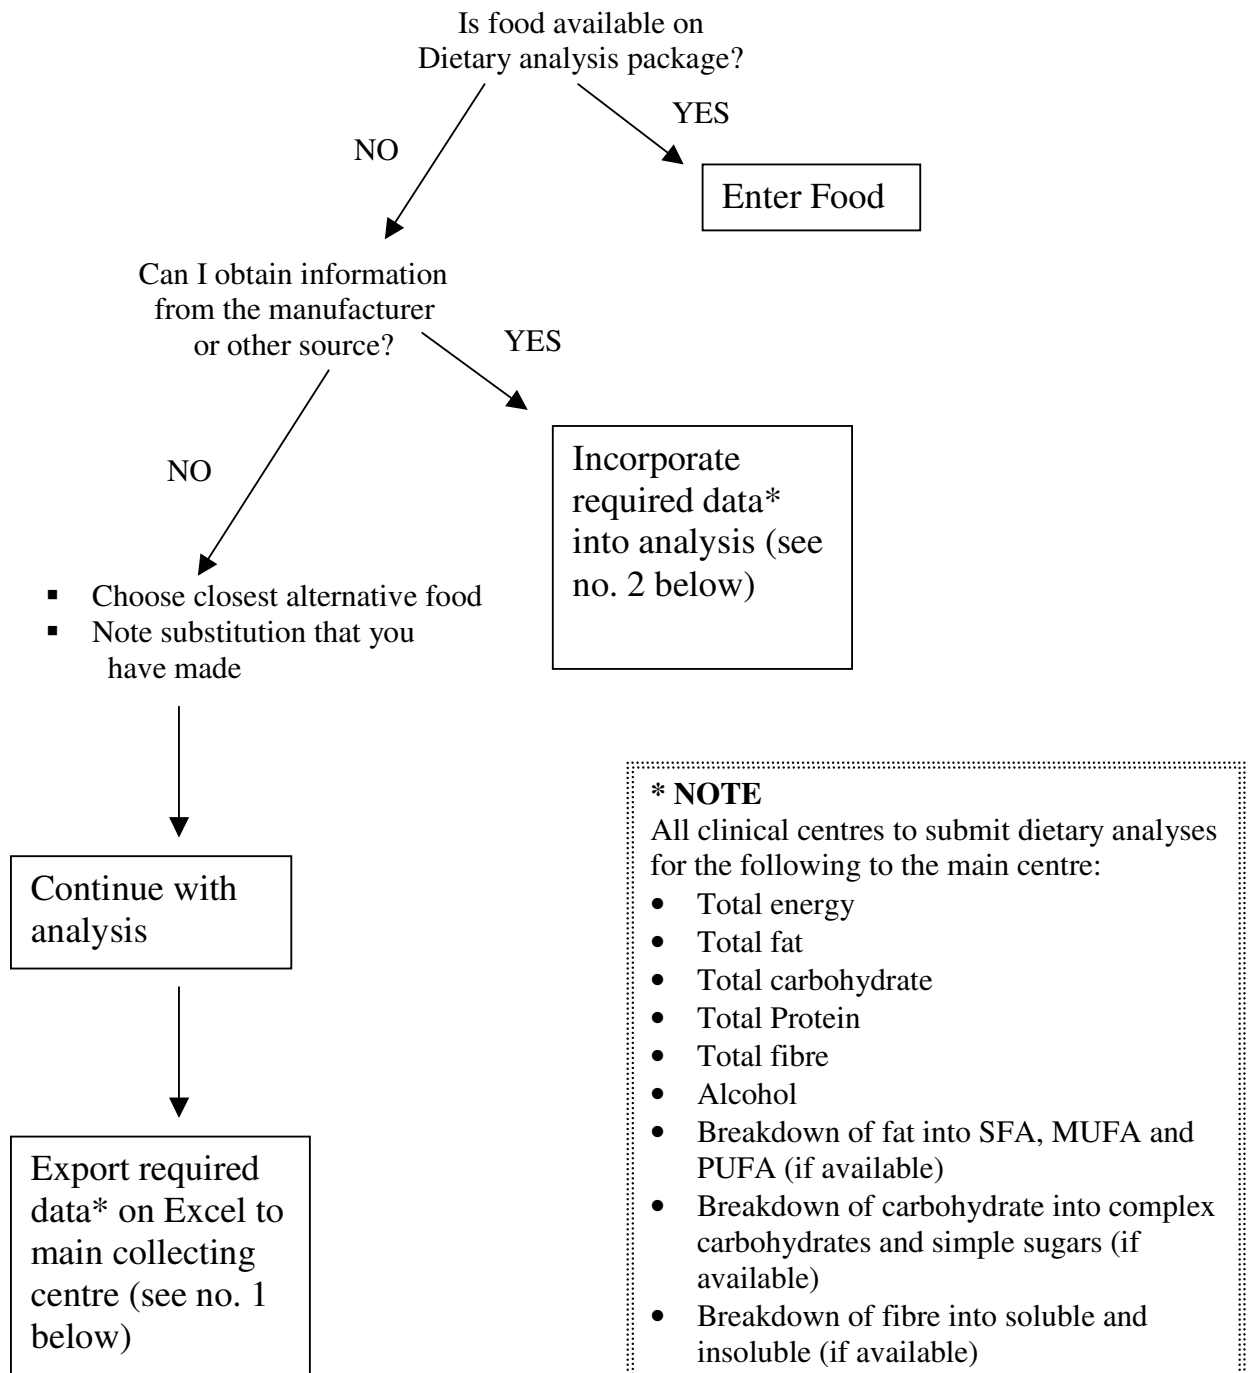 Is food available on
Dietary analysis package?
YES
NO
Enter Food
Can I obtain information
from the manufacturer
or other source?
YES
NO
Incorporate
required data*
into analysis (see
no. 2 below)
▪ Choose closest alternative food
▪ Note substitution that you
have made
Continue with
analysis
Export required
data* on Excel to
main collecting
centre (see no. 1
below)
* NOTE
All clinical centres to submit dietary analyses
for the following to the main centre:
• Total energy
• Total fat
• Total carbohydrate
• Total Protein
• Total fibre
• Alcohol
• Breakdown of fat into SFA, MUFA and
PUFA (if available)
• Breakdown of carbohydrate into complex
carbohydrates and simple sugars (if
available)
• Breakdown of fibre into soluble and
insoluble (if available)